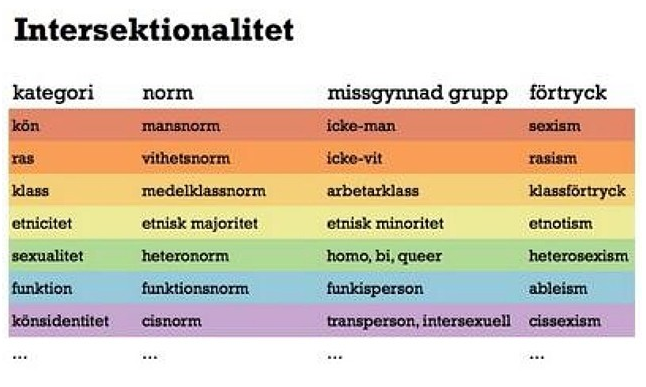 Intersektionalitet
kategori norm missgynnad grupp förtryck
kön mansnorm icke-man sexism
ras vithetsnorm icke-vit rasism
klass medelklassnorm arbetarklass klassförtryck
etnicitet etnisk majoritet etnisk minoritet etnotism
sexualitet heteronorm homo, bi, queer heterosexism
funktion funktionsnorm funkisperson ableism
könsidentitet cisnorm transperson, intersexuell cissexism
... ... ... ...